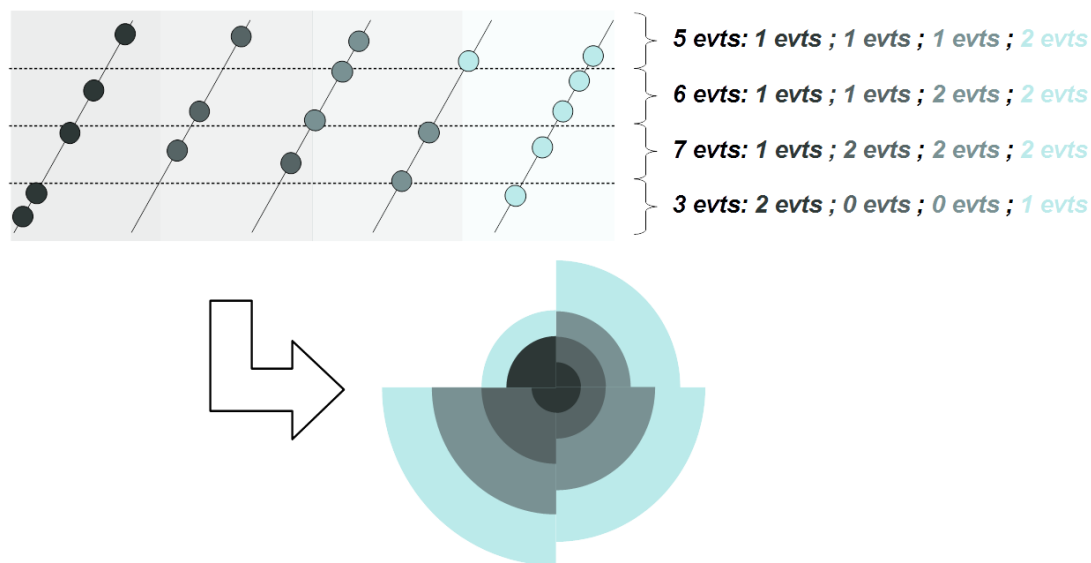 5 evts: 1 evts ; 1 evts ; 1 evts ; 2 evts
6 evts: 1 evts ; 1 evts ; 2 evts ; 2 evts
7 evts: 1 evts ; 2 evts ; 2 evts ; 2 evts
3 evts: 2 evts ; 0 evts ; 0 evts ; 1 evts